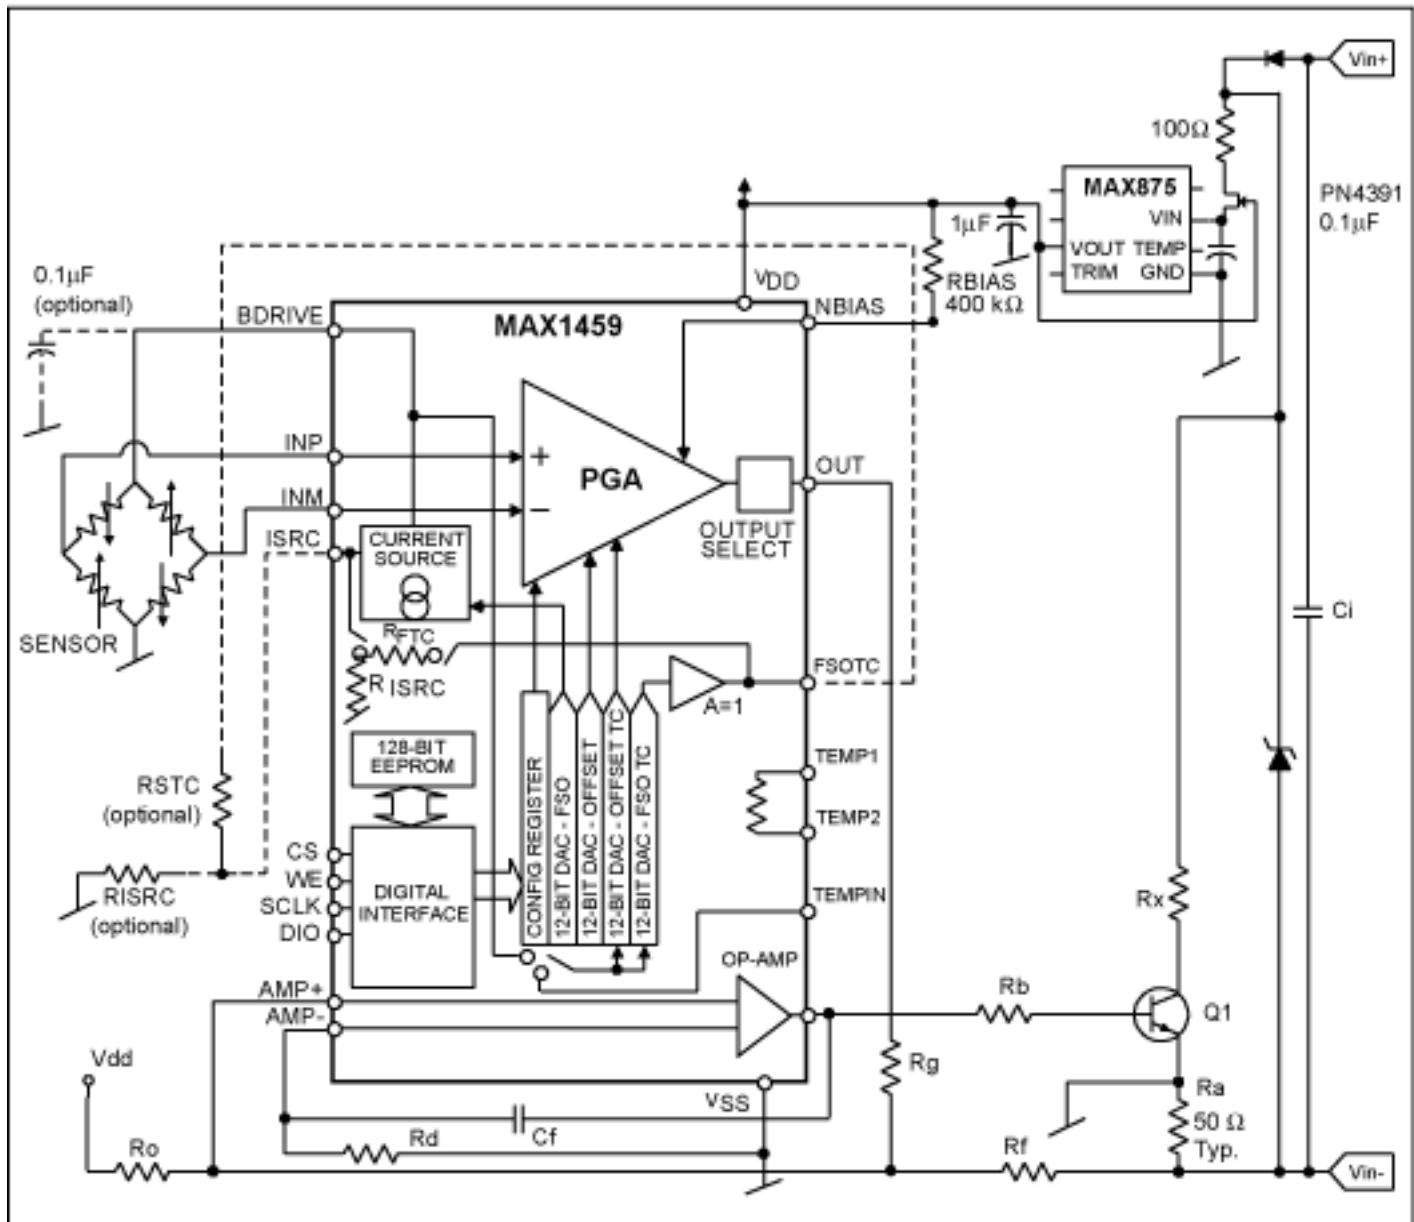 Vin+
100Ω
MAX875
PN4391
0.1µF
VIN
1µF
VOUT TEMP
TRIM GND
0.1µF
(optional)
VDD
RBIAS
400 kΩ
BDRIVE
MAX1459
NBIAS
INP
+
PGA
OUT
INM
−
OUTPUT
SELECT
ISRC
CURRENT
SOURCE
Ci
SENSOR
RFTC
R ISRC
FSOTC
A=1
128-BIT
EEPROM
TEMP1
RSTC
(optional)
TEMP2
CONFIG REGISTER
12-BIT DAC - FSO
12-BIT DAC - OFFSET
12-BIT DAC - OFFSET TC
12-BIT DAC - FSO TC
CS
WE
SCLK
DIO
DIGITAL
INTERFACE
RISRC
(optional)
TEMPIN
Rx
OP-AMP
AMP+
AMP-
Rb
Q1
Vdd
Rg
VSS
Ra
50 Ω
Typ.
Cf
Rd
Ro
Rf
Vin-